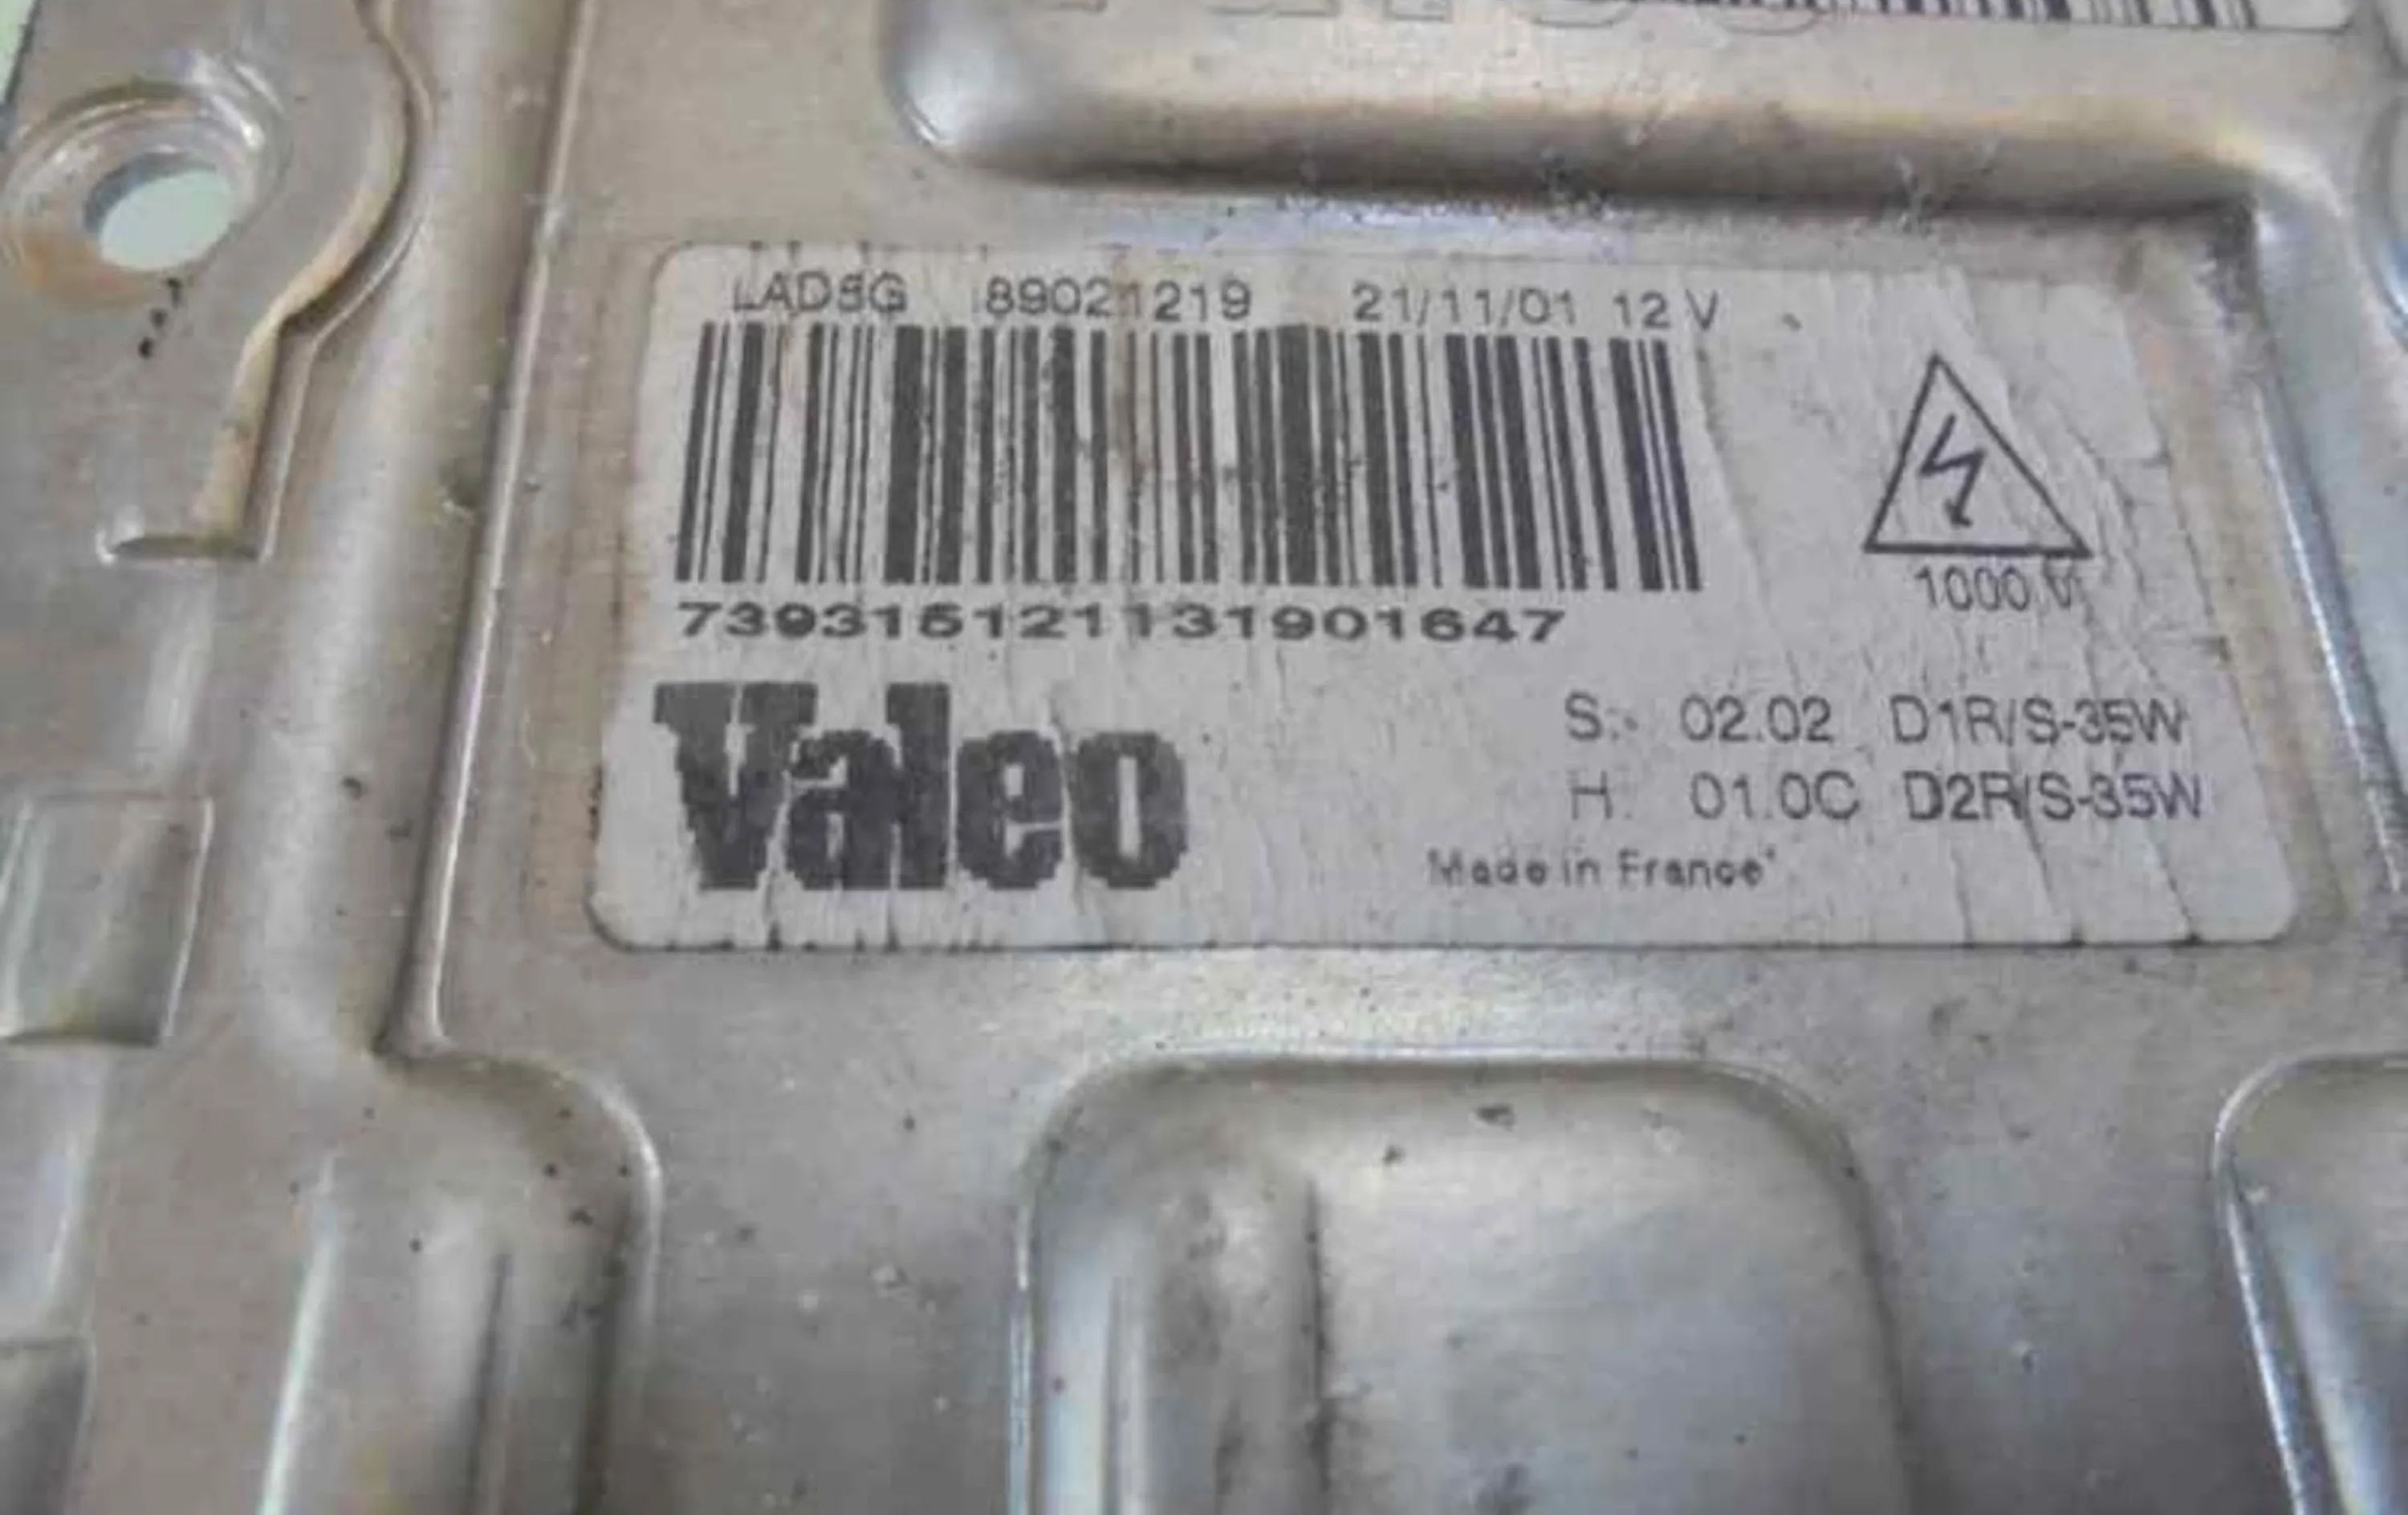 LAD5G 89021219 21/11/01 12 V
1000 V
739315121131901647
Valeo
S: 02.02 D1R/S-35W
H: 01.0C D2R/S-35W
Made in France